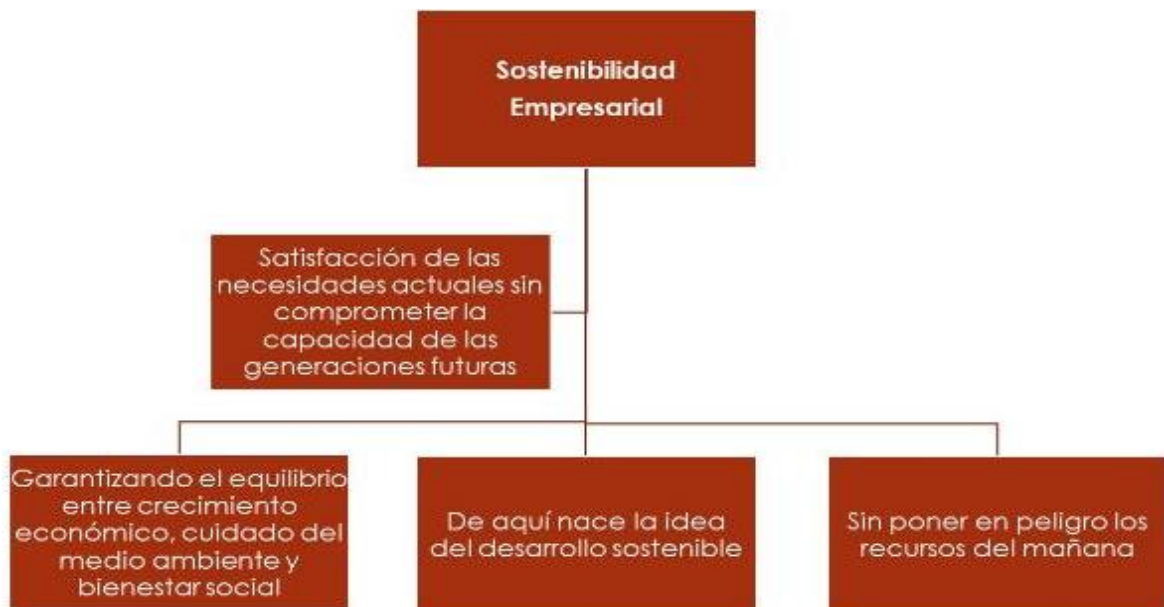 Sostenibilidad
Empresarial
Satisfacción de las
necesidades actuales sin
comprometer la
capacidad de las
generaciones futuras
Garantizando el equilibrio
entre crecimiento
económico, cuidado del
medio ambiente y
bienestar social
De aquí nace la idea
del desarrollo sostenible
Sin poner en peligro los
recursos del mañana